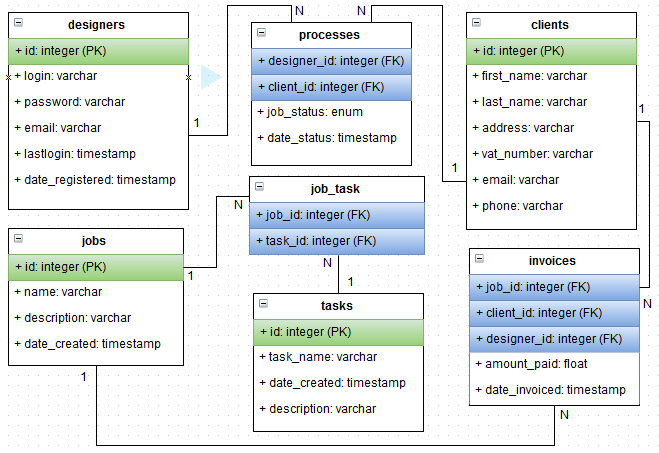 designers
+ id: integer (PK)
+ login: varchar
+ password: varchar
+ email: varchar
+ lastlogin: timestamp
+ date_registered: timestamp
1
N
N
processes
+ designer_id: integer (FK)
+ client_id: integer (FK)
+ job_status: enum
+ date_status: timestamp
clients
+ id: integer (PK)
+ first_name: varchar
+ last_name: varchar
+ address: varchar
+ vat_number: varchar
+ email: varchar
+ phone: varchar
1
1
job_task
+ job_id: integer (FK)
+ task_id: integer (FK)
N
N
jobs
+ id: integer (PK)
+ name: varchar
+ description: varchar
+ date_created: timestamp
1
1
tasks
+ id: integer (PK)
+ task_name: varchar
+ date_created: timestamp
+ description: varchar
1
invoices
+ job_id: integer (FK)
+ client_id: integer (FK)
+ designer_id: integer (FK)
+ amount_paid: float
+ date_invoiced: timestamp
N
N